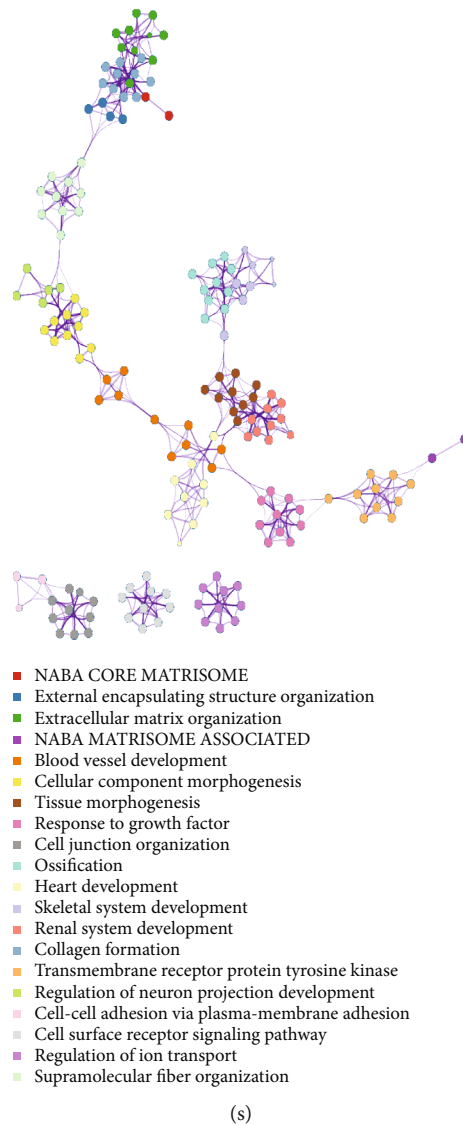 NABA CORE MATRISOME
External encapsulating structure organization
Extracellular matrix organization
NABA MATRISOME ASSOCIATED
Blood vessel development
Cellular component morphogenesis
Tissue morphogenesis
Response to growth factor
Cell junction organization
Ossification
Heart development
Skeletal system development
Renal system development
Collagen formation
Transmembrane receptor protein tyrosine kinase
Regulation of neuron projection development
Cell-cell adhesion via plasma-membrane adhesion
Cell surface receptor signaling pathway
Regulation of ion transport
Supramolecular fiber organization
(s)